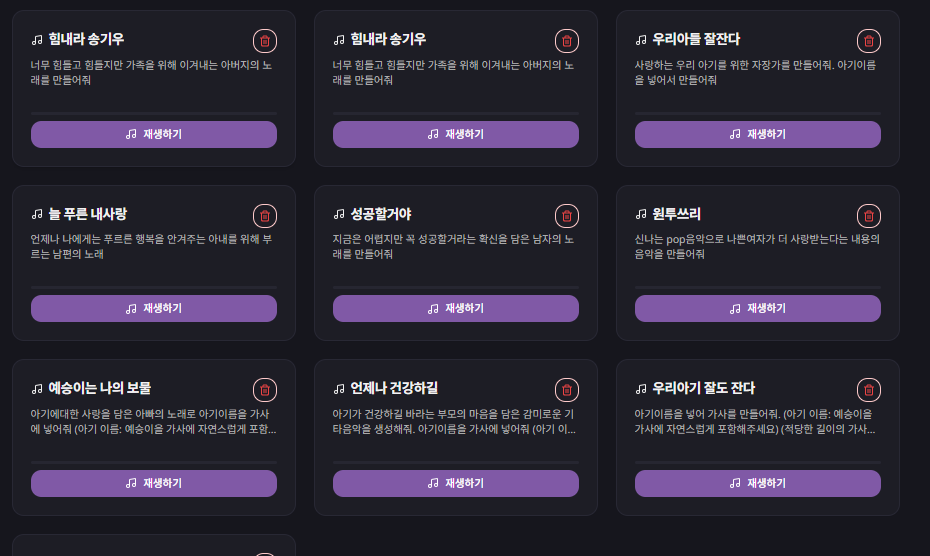 힘내라 송기우
너무 힘들고 힘들지만 가족을 위해 이겨내는 아버지의 노
래를 만들어줘
재생하기
힘내라 송기우
너무 힘들고 힘들지만 가족을 위해 이겨내는 아버지의 노
래를 만들어줘
재생하기
우리아들 잘잔다
사랑하는 우리 아기를 위한 자장가를 만들어줘. 아기이름
을 넣어서 만들어줘
재생하기
늘 푸른 내사랑
언제나 나에게는 푸르른 행복을 안겨주는 아내를 위해 부
르는 남편의 노래
재생하기
성공할거야
지금은 어렵지만 꼭 성공할거라는 확신을 담은 남자의 노
래를 만들어줘
재생하기
원투쓰리
신나는 pop음악으로 나쁜여자가 더 사랑받는다는 내용의
음악을 만들어줘
재생하기
예승이는 나의 보물
아기에대한 사랑을 담은 아빠의 노래로 아기이름을 가사
에 넣어줘 (아기 이름: 예승이을 가사에 자연스럽게 포함...
재생하기
언제나 건강하길
아기가 건강하길 바라는 부모의 마음을 담은 감미로운 기
타음악을 생성해줘. 아기이름을 가사에 넣어줘 (아기 이...
재생하기
우리아기 잘도 잔다
아기이름을 넣어 가사를 만들어줘. (아기 이름: 예승이을
가사에 자연스럽게 포함해주세요) (적당한 길이의 가사...
재생하기